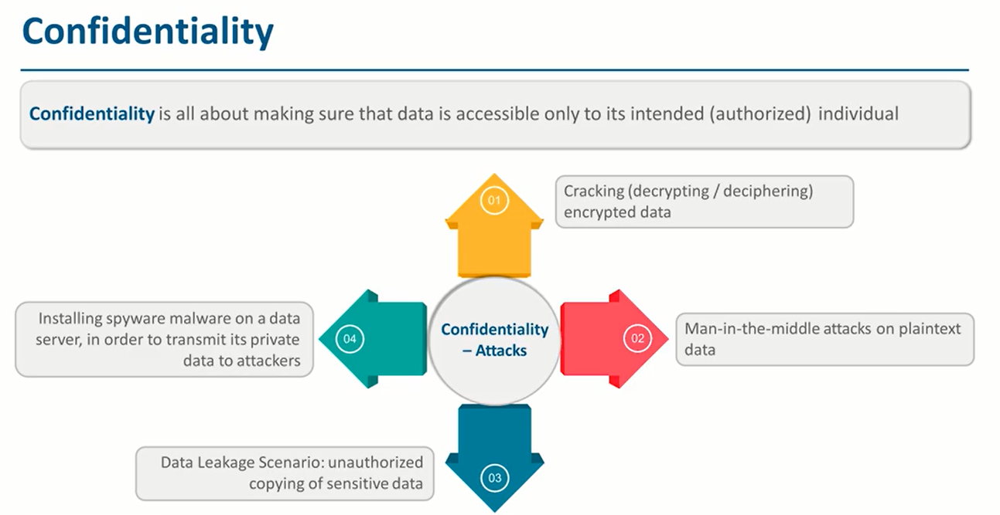 Confidentiality
Confidentiality is all about making sure that data is accessible only to its intended (authorized) individual
01
Cracking (decrypting / deciphering)
encrypted data
Confidentiality
– Attacks
02
Man-in-the-middle attacks on plaintext
data
03
Data Leakage Scenario: unauthorized
copying of sensitive data
04
Installing spyware malware on a data
server, in order to transmit its private
data to attackers